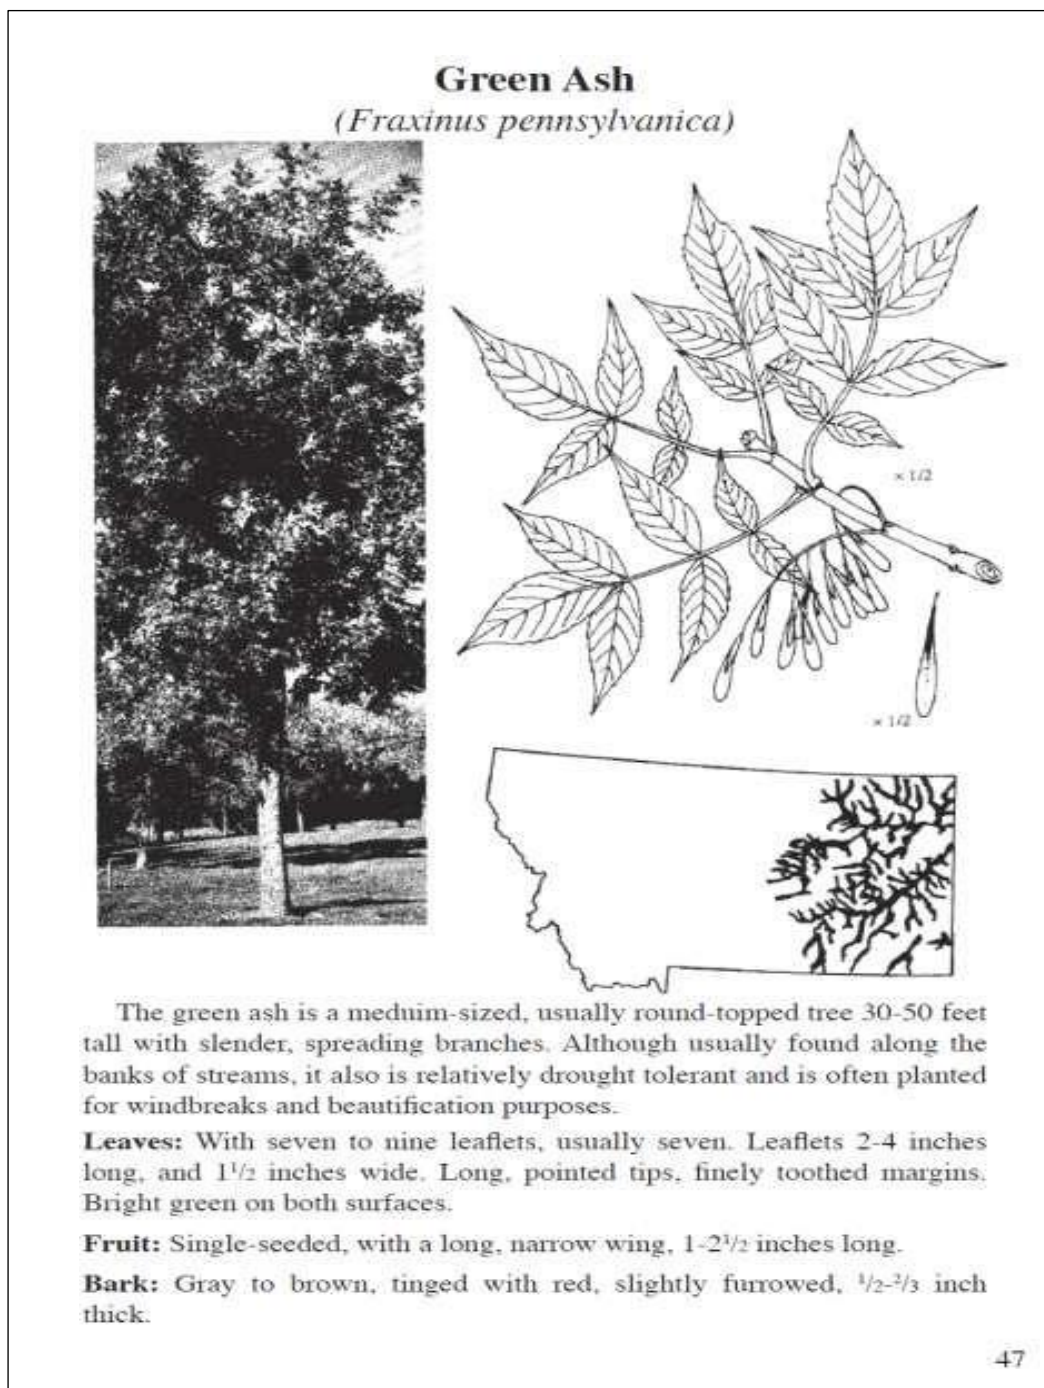 Green Ash
(Fraxinus pennsylvanica)
× 1/2
× 1/2
The green ash is a meduim-sized, usually round-topped tree 30-50 feet
tall with slender, spreading branches. Although usually found along the
banks of streams, it also is relatively drought tolerant and is often planted
for windbreaks and beautification purposes.
Leaves: With seven to nine leaflets, usually seven. Leaflets 2-4 inches
long, and 1 1/2 inches wide. Long, pointed tips, finely toothed margins.
Bright green on both surfaces.
Fruit: Single-seeded, with a long, narrow wing, 1-2 1/2 inches long.
Bark: Gray to brown, tinged with red, slightly furrowed, 1/2-2/3 inch
thick.
47